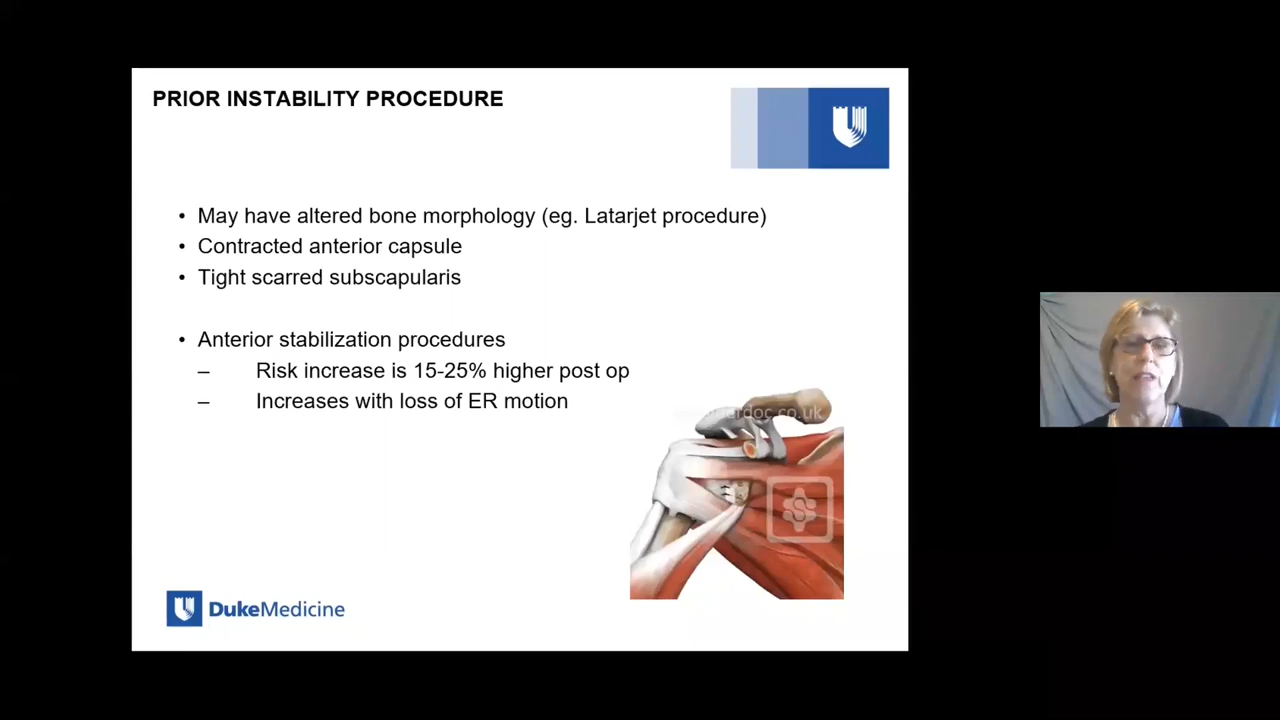 PRIOR INSTABILITY PROCEDURE
• May have altered bone morphology (eg. Latarjet procedure)
• Contracted anterior capsule
• Tight scarred subscapularis
• Anterior stabilization procedures
– Risk increase is 15-25% higher post op
– Increases with loss of ER motion
DukeMedicine